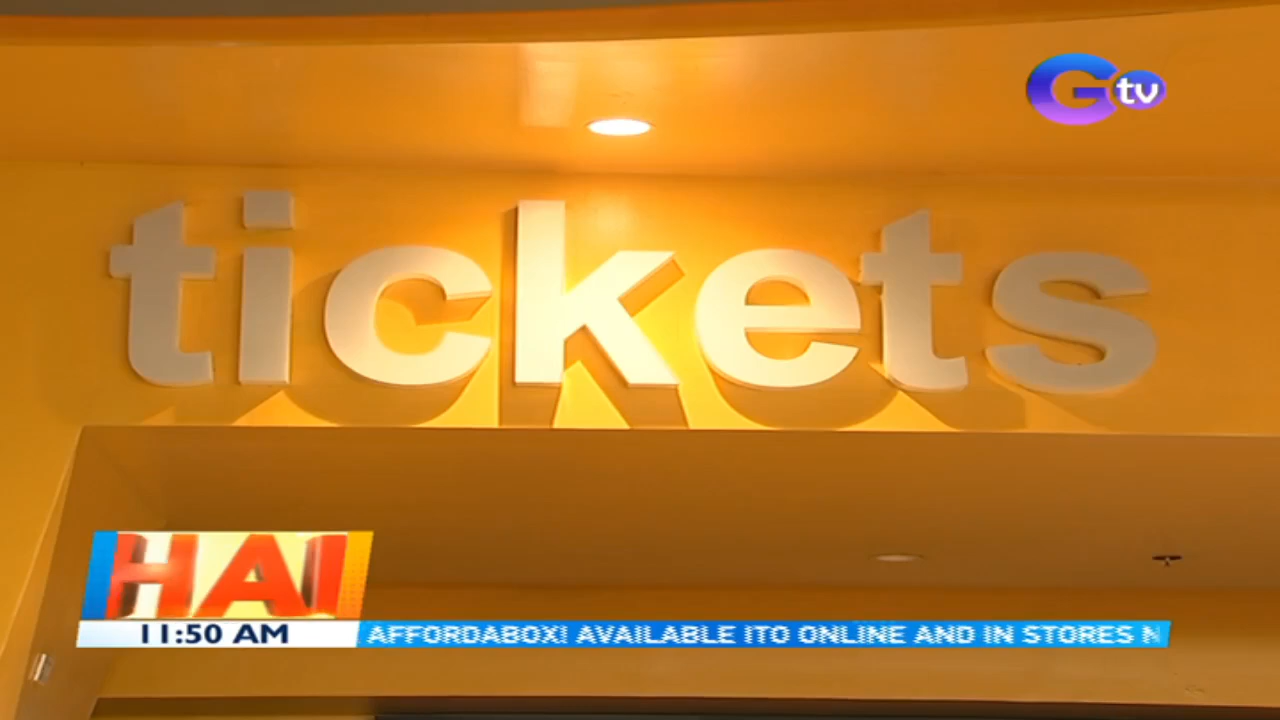 Gtv
tickets
HAI
11:50 AM
AFFORDABOX! AVAILABLE ITO ONLINE AND IN STORES N